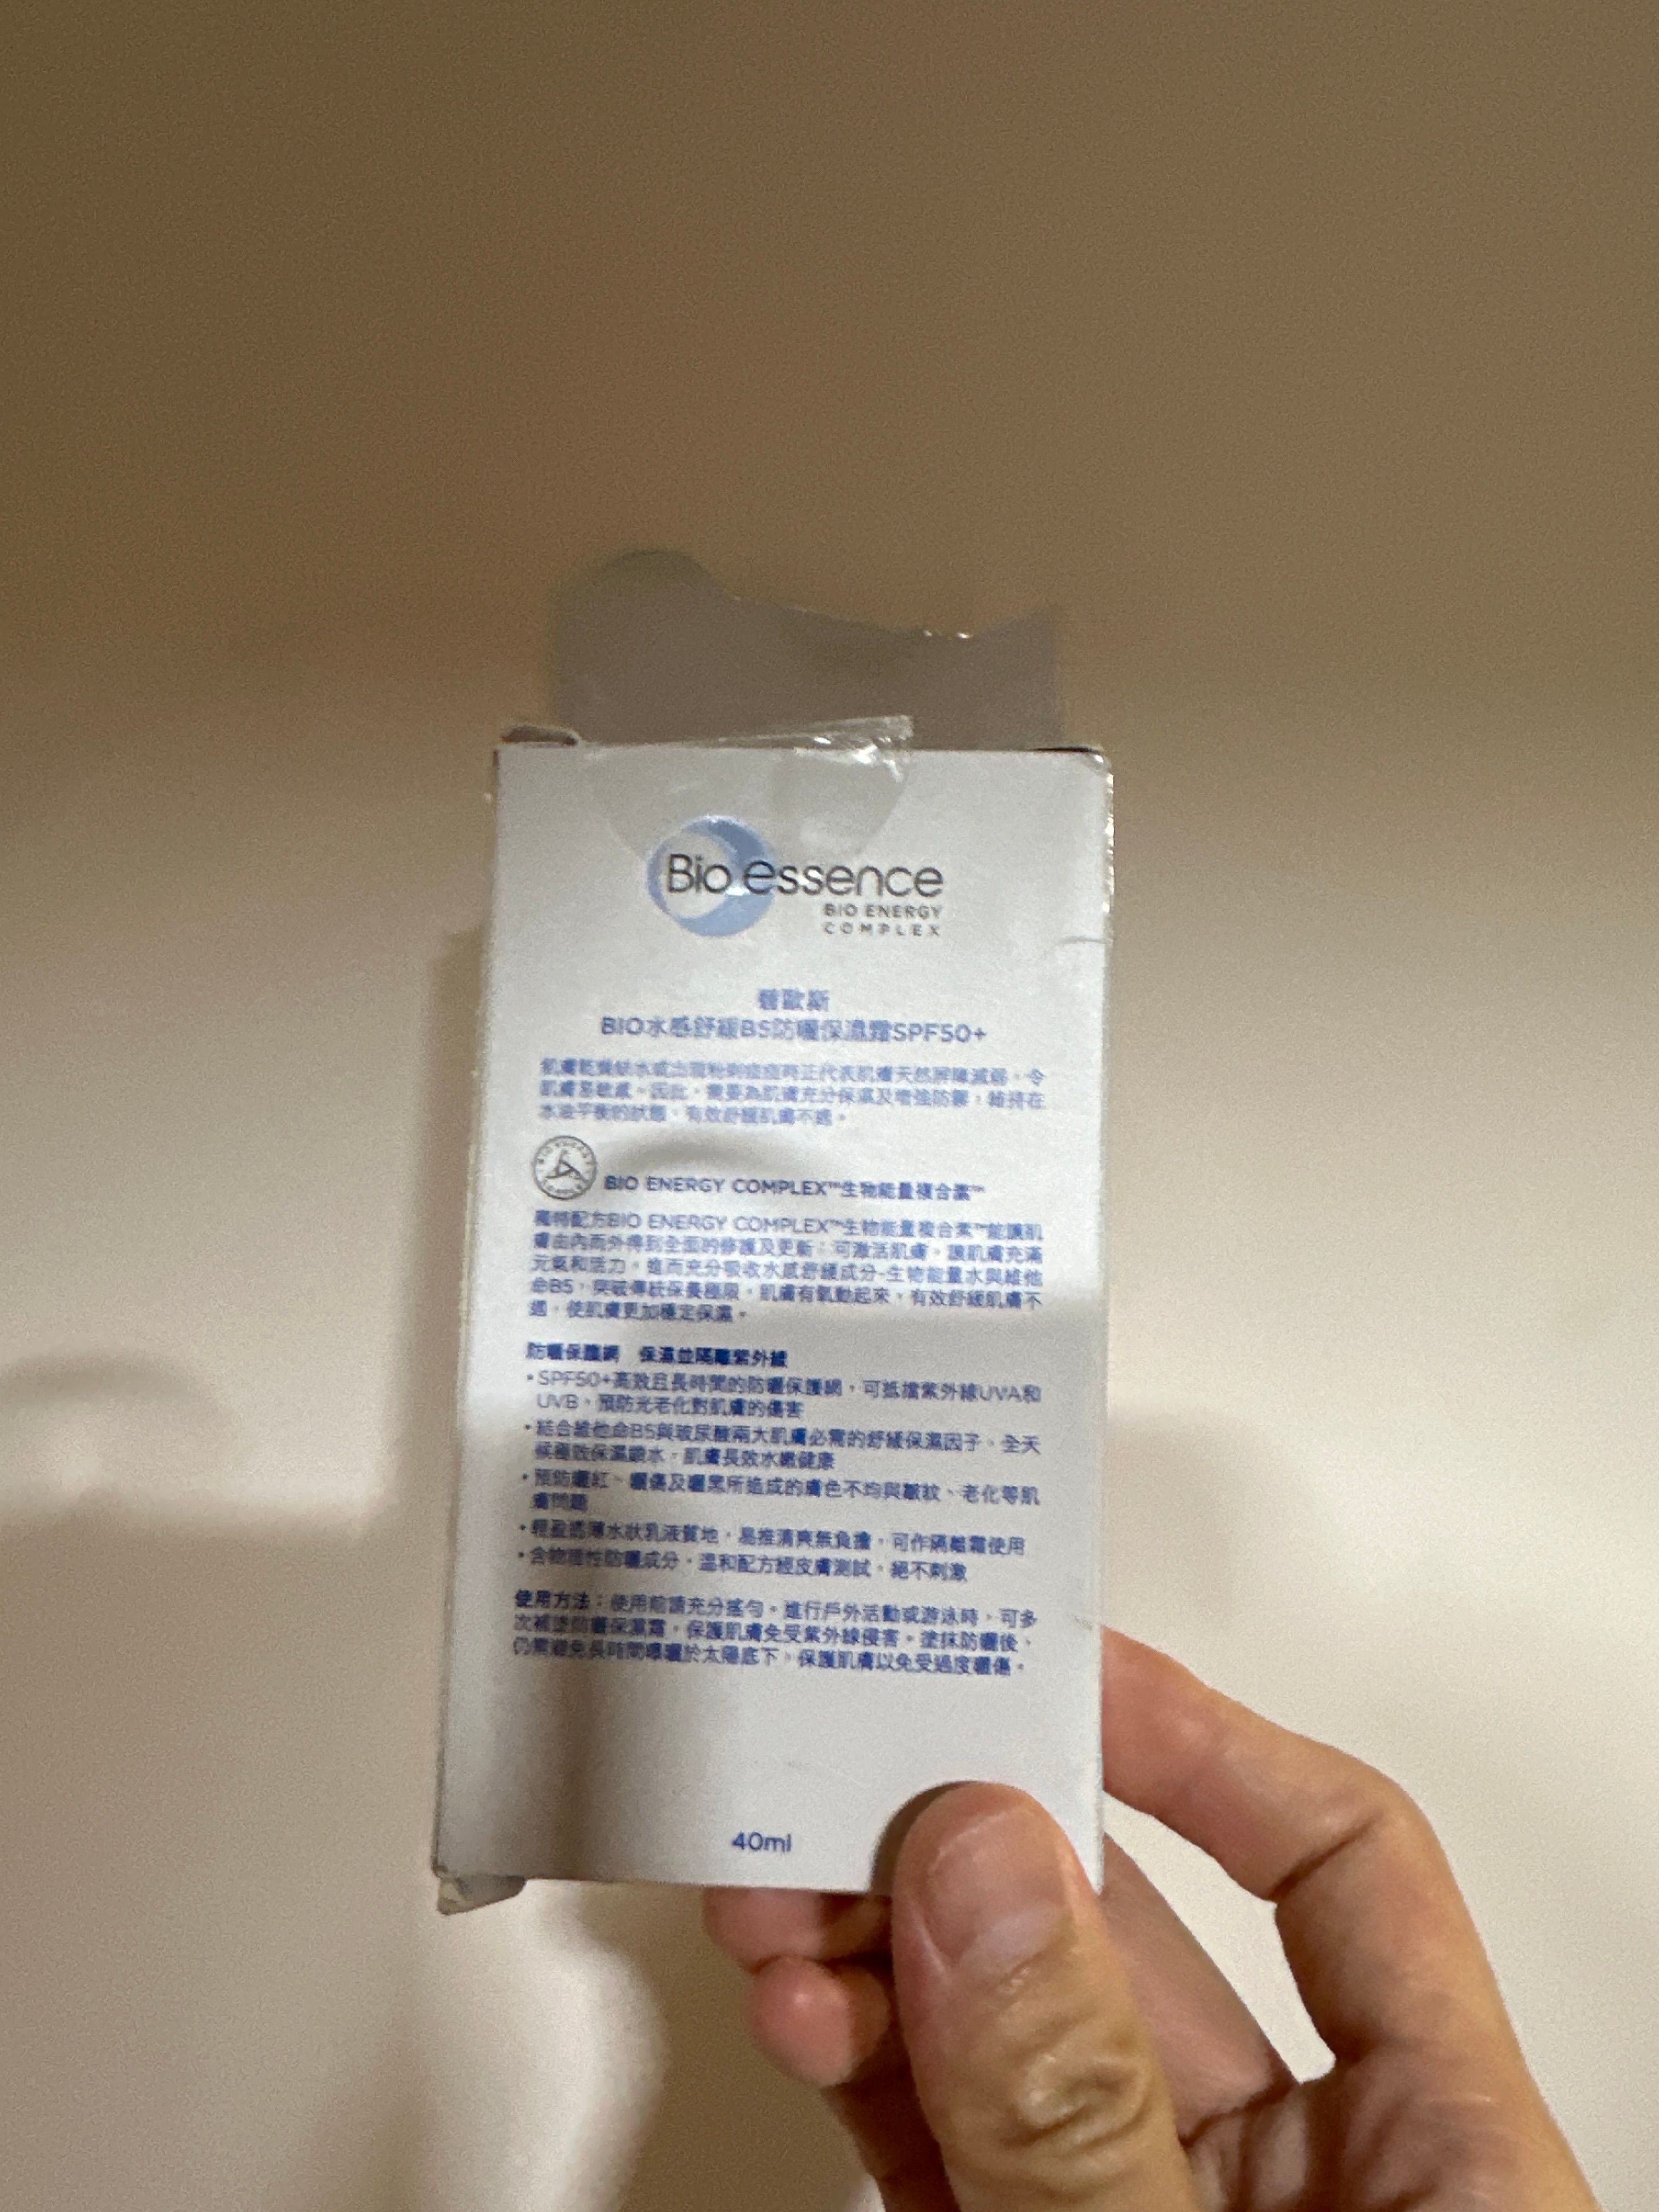 Bio essence
BIO ENERGY
COMPLEX
碧歐斯
BIO水感舒緩B5防曬保濕霜SPF50+
肌膚乾燥缺水或出現粉刺痘痘時正代表肌膚天然屏障減弱,令
肌膚易敏感。因此,需要為肌膚充分保濕及增強防禦,維持在
水油平衡的狀態,有效舒緩肌膚不適。
BIO ENERGY COMPLEX™生物能量複合素™
獨特配方BIO ENERGY COMPLEX™生物能量複合素™能讓肌
膚由內而外得到全面的修護及更新;可激活肌膚,讓肌膚充滿
元氣和活力,進而充分吸收水感舒緩成分-生物能量水與維他
命B5,突破傳統保養極限。肌膚有氧動起來,有效舒緩肌膚不
適,使肌膚更加穩定保濕。
防曬保護網 保濕並隔離紫外線
•SPF50+高效且長時間的防曬保護網,可抵擋紫外線UVA和
UVB,預防光老化對肌膚的傷害
•結合維他命B5與玻尿酸兩大肌膚必需的舒緩保濕因子,全天
候極效保濕鎖水,肌膚長效水嫩健康
•預防曬紅、曬傷及曬黑所造成的膚色不均與皺紋、老化等肌
膚問題
•輕盈透薄水狀乳液質地,易推清爽無負擔,可作隔離霜使用
•含物理性防曬成分,溫和配方經皮膚測試,絕不刺激
使用方法:使用前請充分搖勻。進行戶外活動或游泳時,可多
次補塗防曬保濕霜,保護肌膚免受紫外線侵害。塗抹防曬後,
仍需避免長時間曝曬於太陽底下,保護肌膚以免受過度曬傷。
40ml